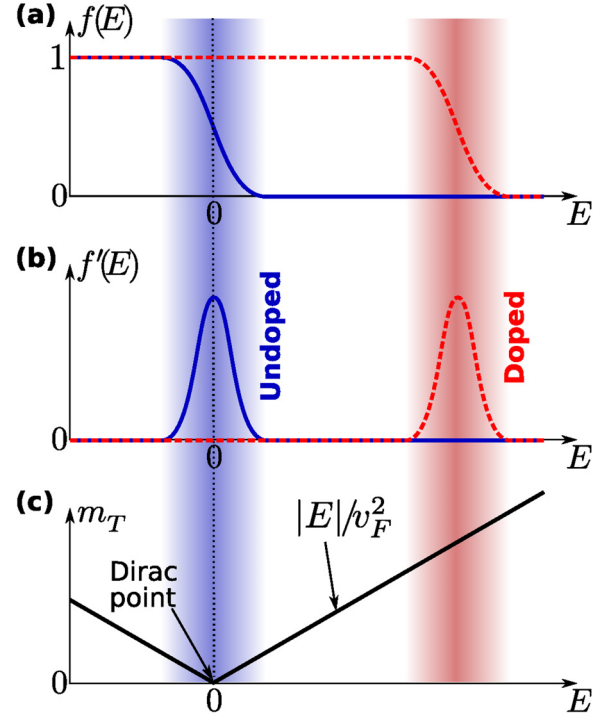 (a) f(E)
1
0
0 E
(b) f'(E)
Undoped
Doped
0
0 E
(c) m_T
|E|/v_F^2
Dirac
point
0
0 E